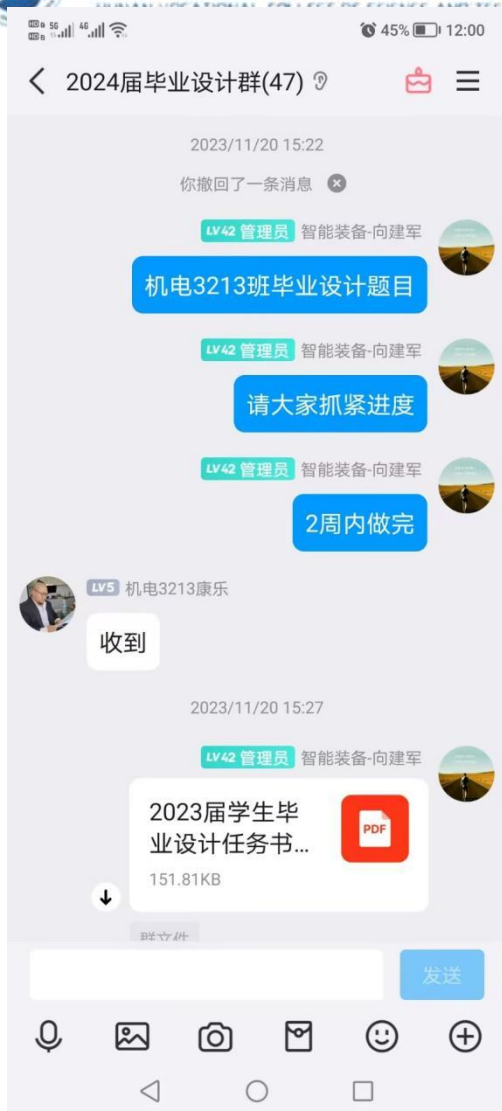 5G
4G
45%
12:00
2024届毕业设计群(47)
2023/11/20 15:22
你撤回了一条消息
LV42 管理员 智能装备-向建军
机电3213班毕业设计题目
LV42 管理员 智能装备-向建军
请大家抓紧进度
LV42 管理员 智能装备-向建军
2周内做完
LV5 机电3213康乐
收到
2023/11/20 15:27
LV42 管理员 智能装备-向建军
2023届学生毕
业设计任务书...
PDF
151.81KB
群文件
发送